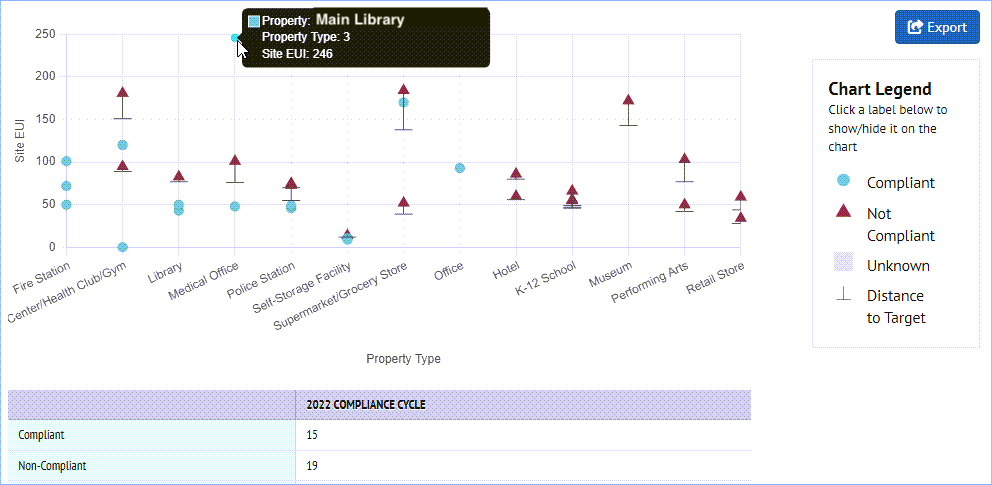 Property: Main Library
Property Type: 3
Site EUI: 246
Export
250
200
150
100
50
0
Site EUI
Fire Station
Center/Health Club/Gym
Library
Medical Office
Police Station
Self-Storage Facility
Supermarket/Grocery Store
Office
Hotel
K-12 School
Museum
Performing Arts
Retail Store
Property Type
Chart Legend
Click a label below to
show/hide it on the
chart
Compliant
Not
Compliant
Unknown
Distance
to Target
2022 COMPLIANCE CYCLE
Compliant 15
Non-Compliant 19